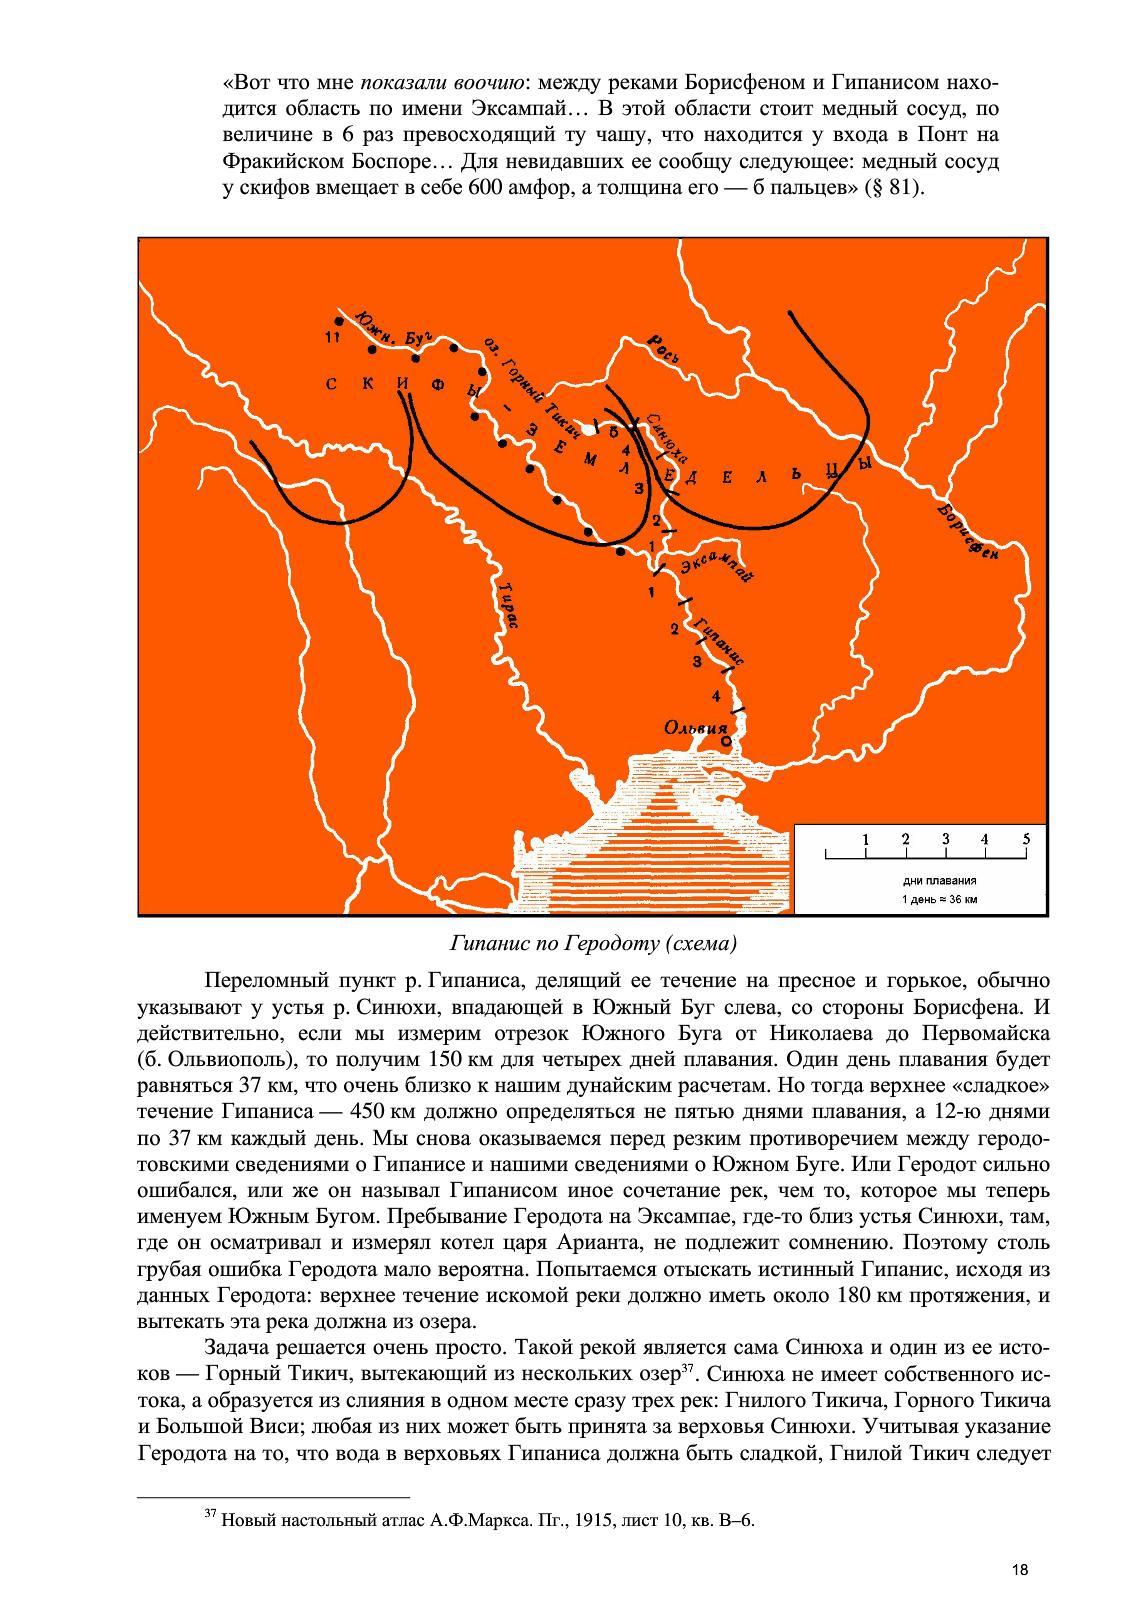 «Вот что мне показали воочию: между реками Борисфеном и Гипанисом нахо-
дится область по имени Эксампай… В этой области стоит медный сосуд, по
величине в 6 раз превосходящий ту чашу, что находится у входа в Понт на
Фракийском Боспоре… Для невидавших ее сообщу следующее: медный сосуд
у скифов вмещает в себе 600 амфор, а толщина его — б пальцев» (§ 81).
11
Южн. Буг
оз. Горный Тикич
Рось
С К И Ф Ы - З Е М Л Е Д Е Л Ь Ц Ы
Синюха
5
4
3
2
1
Борисфен
Эксампай
Тирас
1
2
Гипанис
3
4
Ольвия
1 2 3 4 5
дни плавания
1 день ≈ 36 км
Гипанис по Геродоту (схема)
Переломный пункт р. Гипаниса, делящий ее течение на пресное и горькое, обычно
указывают у устья р. Синюхи, впадающей в Южный Буг слева, со стороны Борисфена. И
действительно, если мы измерим отрезок Южного Буга от Николаева до Первомайска
(б. Ольвиополь), то получим 150 км для четырех дней плавания. Один день плавания будет
равняться 37 км, что очень близко к нашим дунайским расчетам. Но тогда верхнее «сладкое»
течение Гипаниса — 450 км должно определяться не пятью днями плавания, а 12-ю днями
по 37 км каждый день. Мы снова оказываемся перед резким противоречием между геродо-
товскими сведениями о Гипанисе и нашими сведениями о Южном Буге. Или Геродот сильно
ошибался, или же он называл Гипанисом иное сочетание рек, чем то, которое мы теперь
именуем Южным Бугом. Пребывание Геродота на Эксампае, где-то близ устья Синюхи, там,
где он осматривал и измерял котел царя Арианта, не подлежит сомнению. Поэтому столь
грубая ошибка Геродота мало вероятна. Попытаемся отыскать истинный Гипанис, исходя из
данных Геродота: верхнее течение искомой реки должно иметь около 180 км протяжения, и
вытекать эта река должна из озера.
Задача решается очень просто. Такой рекой является сама Синюха и один из ее исто-
ков — Горный Тикич, вытекающий из нескольких озер³⁷. Синюха не имеет собственного ис-
тока, а образуется из слияния в одном месте сразу трех рек: Гнилого Тикича, Горного Тикича
и Большой Виси; любая из них может быть принята за верховья Синюхи. Учитывая указание
Геродота на то, что вода в верховьях Гипаниса должна быть сладкой, Гнилой Тикич следует
³⁷ Новый настольный атлас А.Ф.Маркса. Пг., 1915, лист 10, кв. В–6.
18